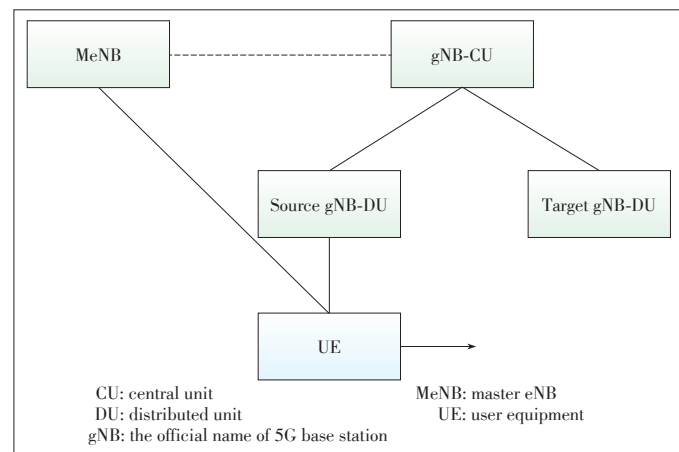 MeNB
gNB-CU
Source gNB-DU
Target gNB-DU
UE
CU: central unit
DU: distributed unit
gNB: the official name of 5G base station
MeNB: master eNB
UE: user equipment